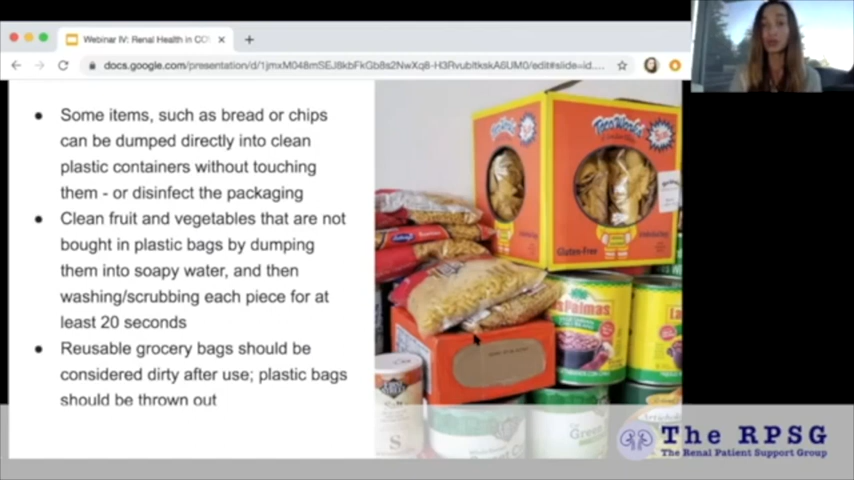 Webinar IV: Renal Health in CO
docs.google.com/presentation/d/1jmxM048mSEJ8kbFkGb8s2NwXq8-H3RvubltkskA6UM0/edit#slide=id....
● Some items, such as bread or chips
can be dumped directly into clean
plastic containers without touching
them - or disinfect the packaging
● Clean fruit and vegetables that are not
bought in plastic bags by dumping
them into soapy water, and then
washing/scrubbing each piece for at
least 20 seconds
● Reusable grocery bags should be
considered dirty after use; plastic bags
should be thrown out
Gluten-Free
Palmas
Green
S
The RPSG
The Renal Patient Support Group